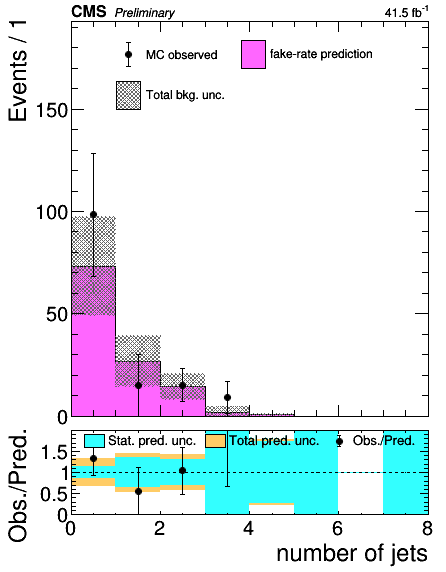 CMS Preliminary 41.5 fb⁻¹
Events / 1
MC observed
fake-rate prediction
Total bkg. unc.
150
100
50
0
Obs./Pred.
Stat. pred. unc.
Total pred. unc.
Obs./Pred.
1.5
1
0.5
0
0 2 4 6 8
number of jets